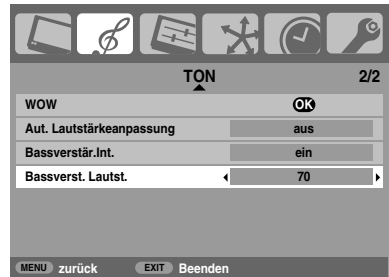 TON 2/2
WOW OK
Aut. Lautstärkeanpassung aus
Bassverstär.Int. ein
Bassverst. Lautst. 70
MENU zurück EXIT Beenden